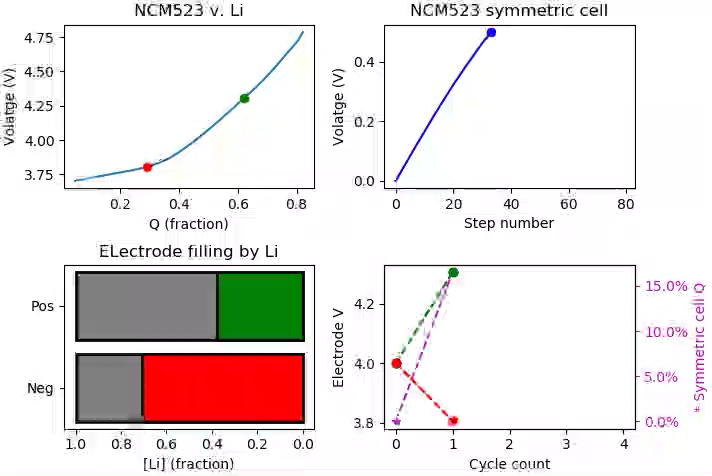 NCM523 v. Li
NCM523 symmetric cell
4.75
4.50
4.25
4.00
3.75
Volatge (V)
0.2
0.4
0.6
0.8
Q (fraction)
0.4
0.2
0.0
Volatge (V)
0
20
40
60
80
Step number
ELectrode filling by Li
Pos
Neg
1.0
0.8
0.6
0.4
0.2
0.0
[Li] (fraction)
4.2
4.0
3.8
Electrode V
15.0%
10.0%
5.0%
0.0%
* Symmetric cell Q
0
1
2
3
4
Cycle count